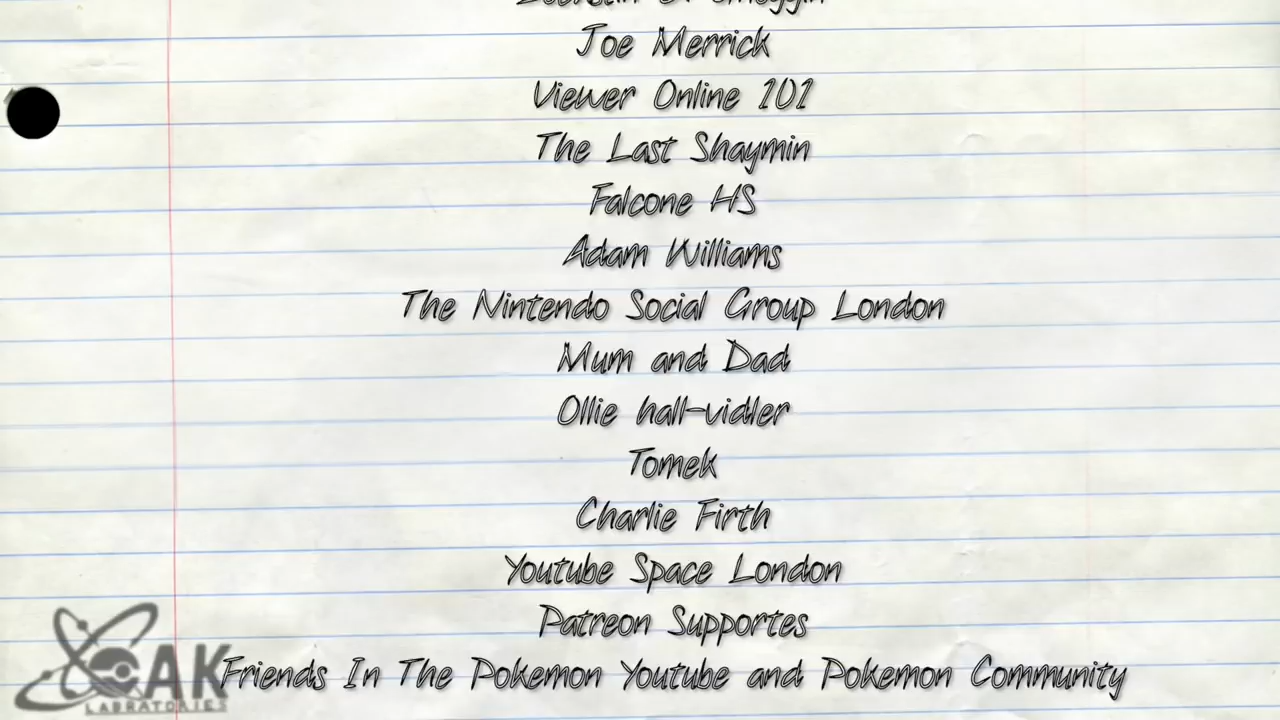 Joe Merrick
Viewer Online 101
The Last Shaymin
Falcone HS
Adam Williams
The Nintendo Social Group London
Mum and Dad
Ollie hall-vidler
Tomek
Charlie Firth
Youtube Space London
Patreon Supportes
Friends In The Pokemon Youtube and Pokemon Community
OAK
LABRATORIES